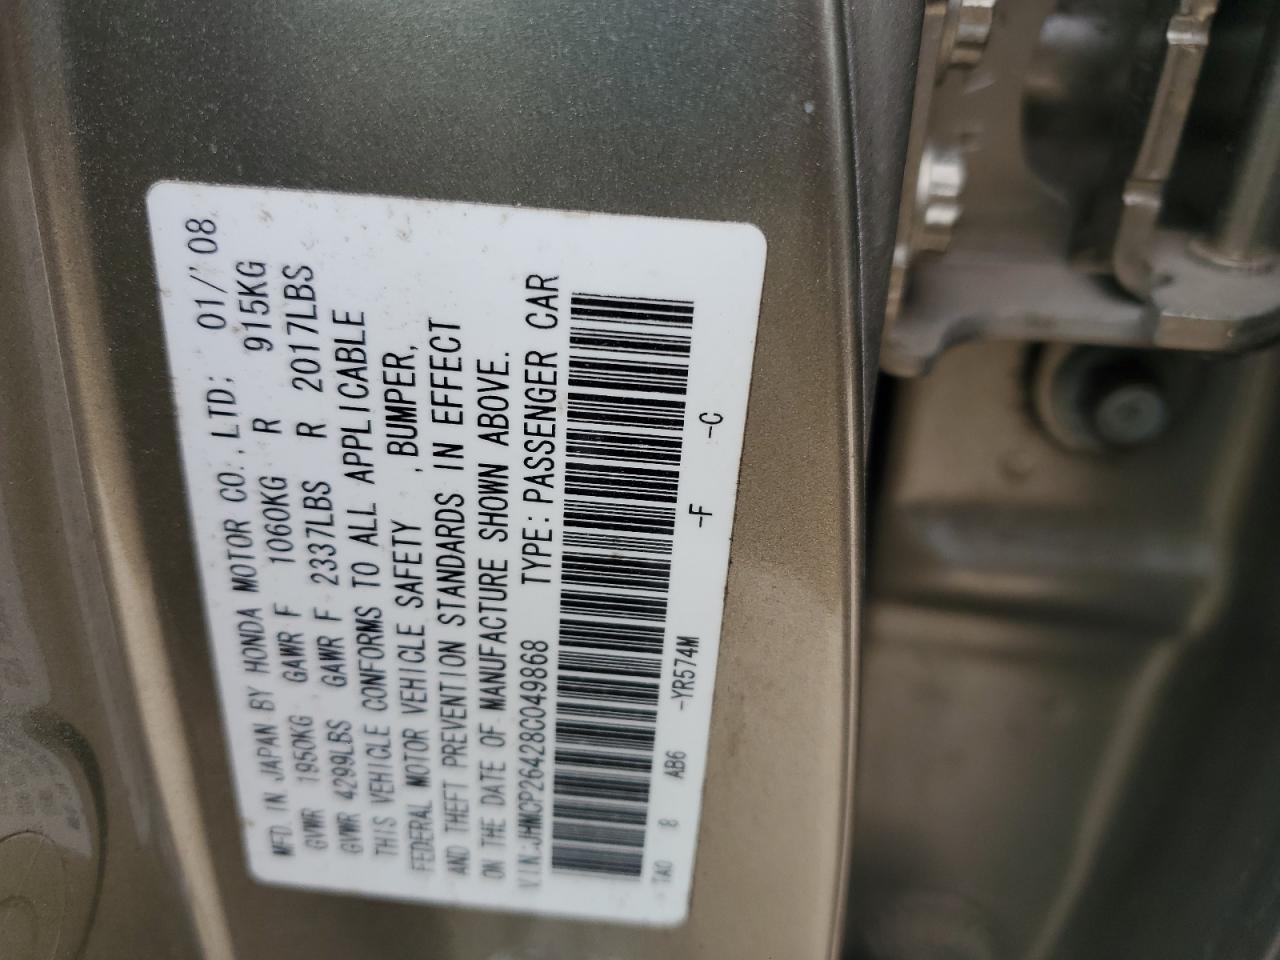 MFD. IN JAPAN BY HONDA MOTOR CO., LTD; 01/'08
GVWR 1950KG GAWR F 1060KG R 915KG
GVWR 4299LBS GAWR F 2337LBS R 2017LBS
THIS VEHICLE CONFORMS TO ALL APPLICABLE
FEDERAL MOTOR VEHICLE SAFETY ,BUMPER,
AND THEFT PREVENTION STANDARDS IN EFFECT
ON THE DATE OF MANUFACTURE SHOWN ABOVE.
VIN:JHMCP26428C049868 TYPE:PASSENGER CAR
TA0 8 AB6 -YR574M -F -C